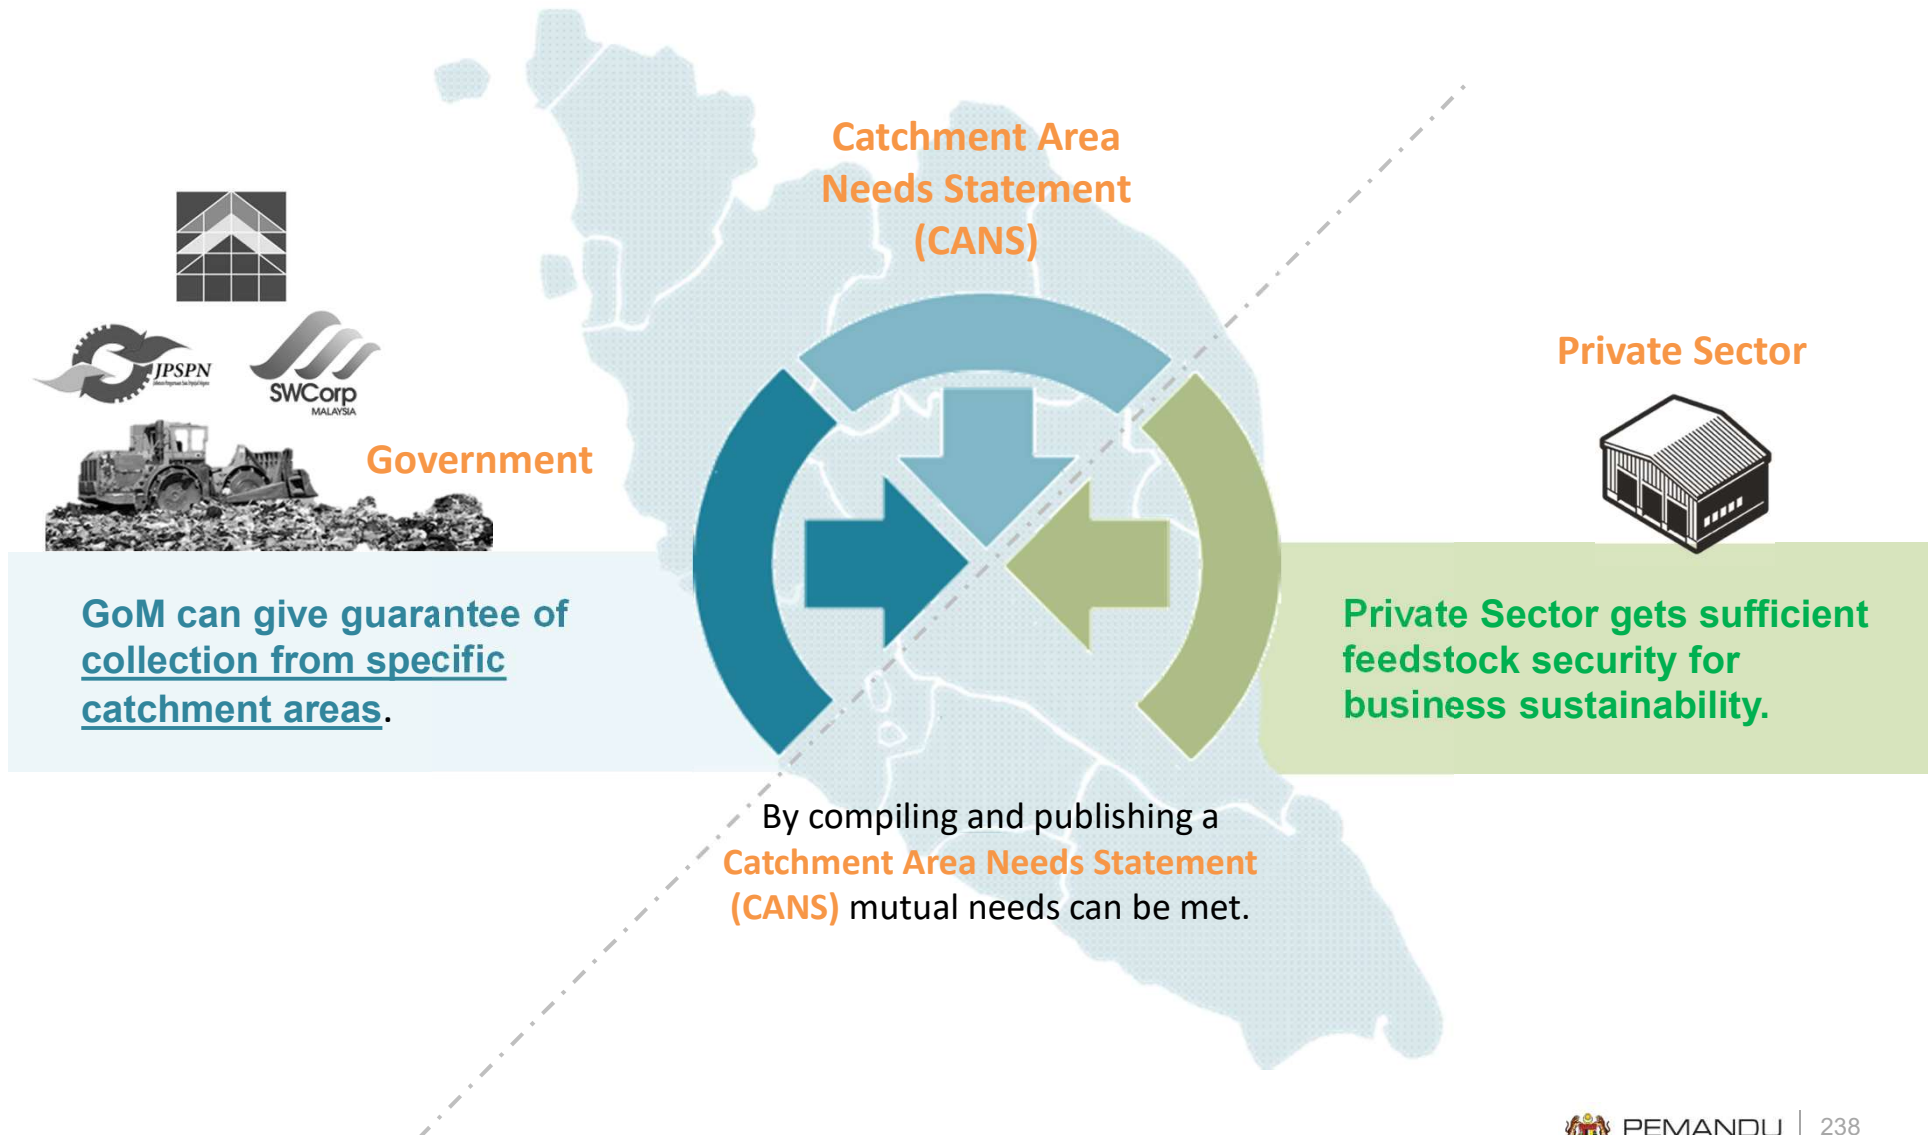 Catchment Area
Needs Statement
(CANS)
JPSPN
SWCorp
MALAYSIA
Government
Private Sector
GoM can give guarantee of
collection from specific
catchment areas.
Private Sector gets sufficient
feedstock security for
business sustainability.
By compiling and publishing a
Catchment Area Needs Statement
(CANS) mutual needs can be met.
PEMANDU
238